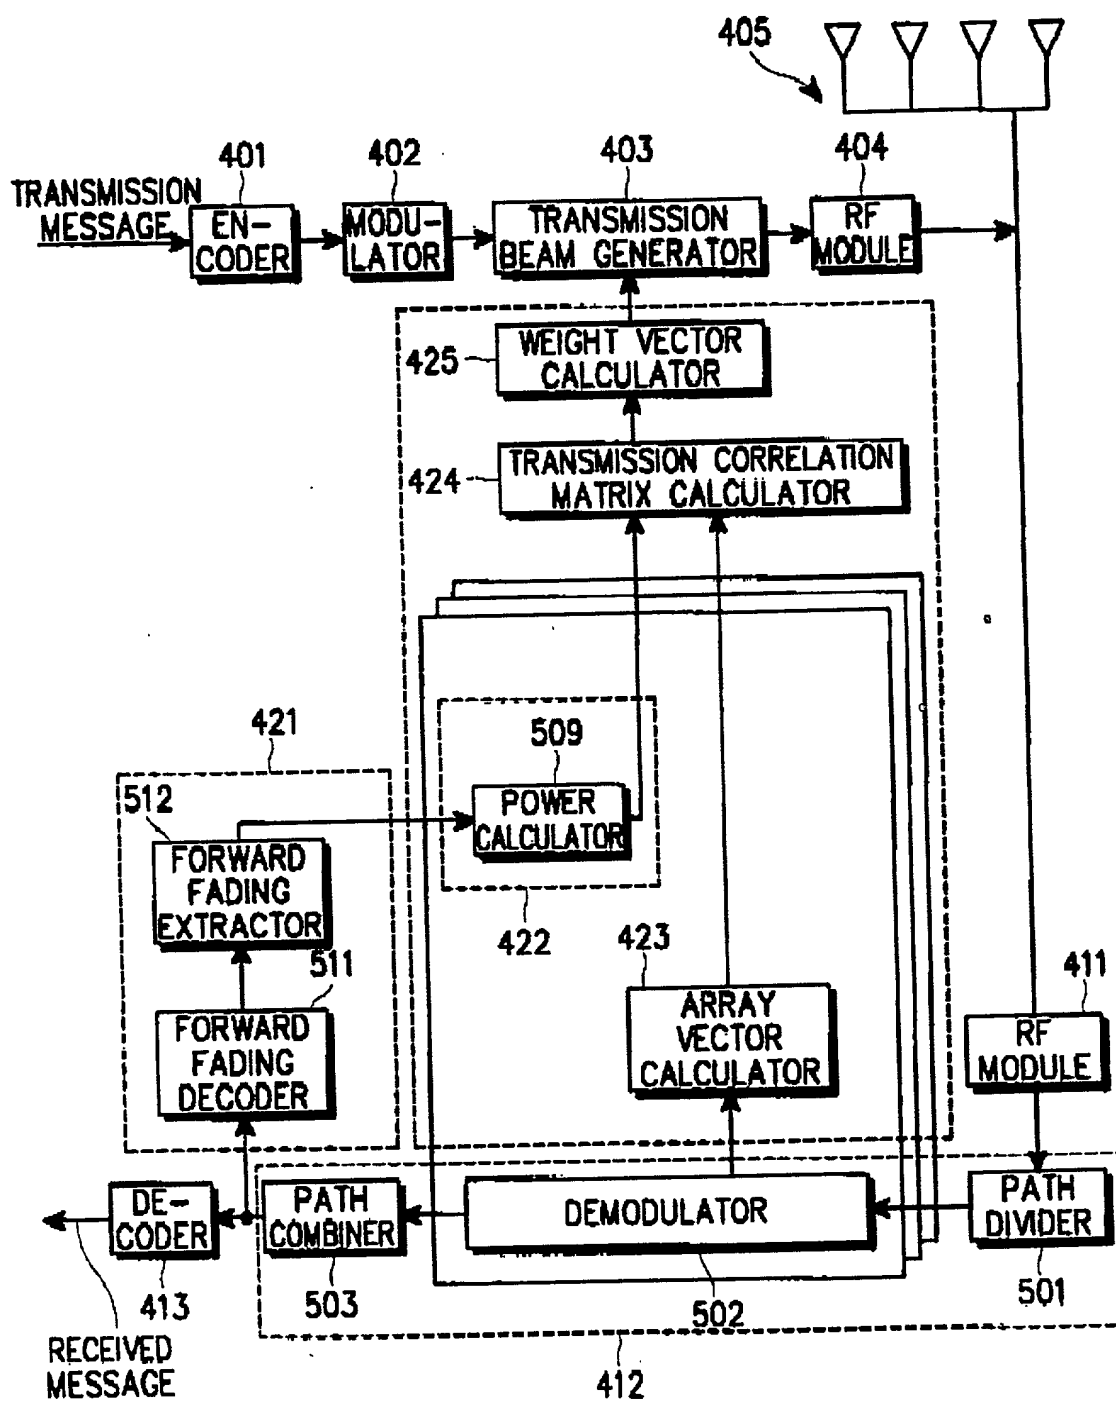 405
401
402
403
404
TRANSMISSION
MESSAGE
EN-
CODER
MODU-
LATOR
TRANSMISSION
BEAM GENERATOR
RF
MODULE
425
WEIGHT VECTOR
CALCULATOR
424
TRANSMISSION CORRELATION
MATRIX CALCULATOR
421
509
512
POWER
CALCULATOR
FORWARD
FADING
EXTRACTOR
422
423
511
411
ARRAY
VECTOR
CALCULATOR
FORWARD
FADING
DECODER
RF
MODULE
DE-
CODER
PATH
COMBINER
DEMODULATOR
PATH
DIVIDER
413
503
502
501
RECEIVED
MESSAGE
412